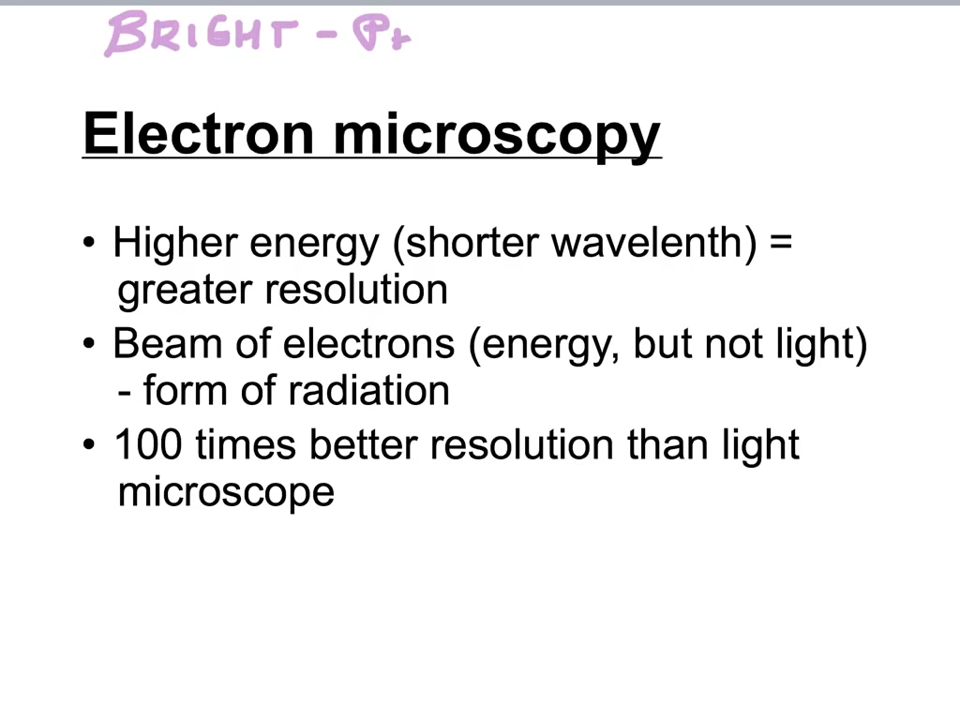 BRIGHT - Pt
Electron microscopy
• Higher energy (shorter wavelenth) =
greater resolution
• Beam of electrons (energy, but not light)
- form of radiation
• 100 times better resolution than light
microscope